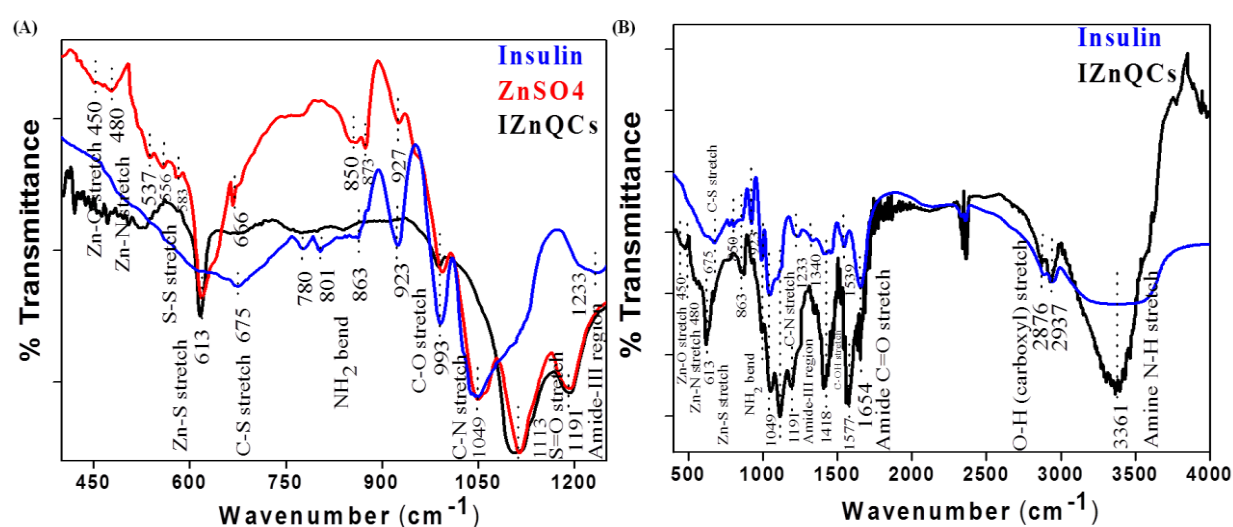 (A)
Insulin
ZnSO4
IZnQCs
% Transmittance
Zn-O stretch 450
Zn-N stretch 480
537
556
583
S-S stretch
Zn-S stretch
613
666
C-S stretch 675
780
801
NH2 bend
863
850
873
927
923
C-O stretch
993
C-N stretch
1049
1113
S=O stretch
1191
1233
Amide-III region
450 600 750 900 1050 1200
Wavenumber (cm-1)
(B)
Insulin
IZnQCs
% Transmittance
Zn-O stretch 450
Zn-N stretch 480
613
Zn-S stretch
675
C-S stretch
863
NH2 bend
1049
1191
C-N stretch
1233
Amide-III region
1340
1418
C-OH stretch
1539
1577
1654
Amide C=O stretch
O-H (carboxyl) stretch
2876
2937
3361
Amine N-H stretch
500 1000 1500 2000 2500 3000 3500 4000
Wavenumber (cm-1)